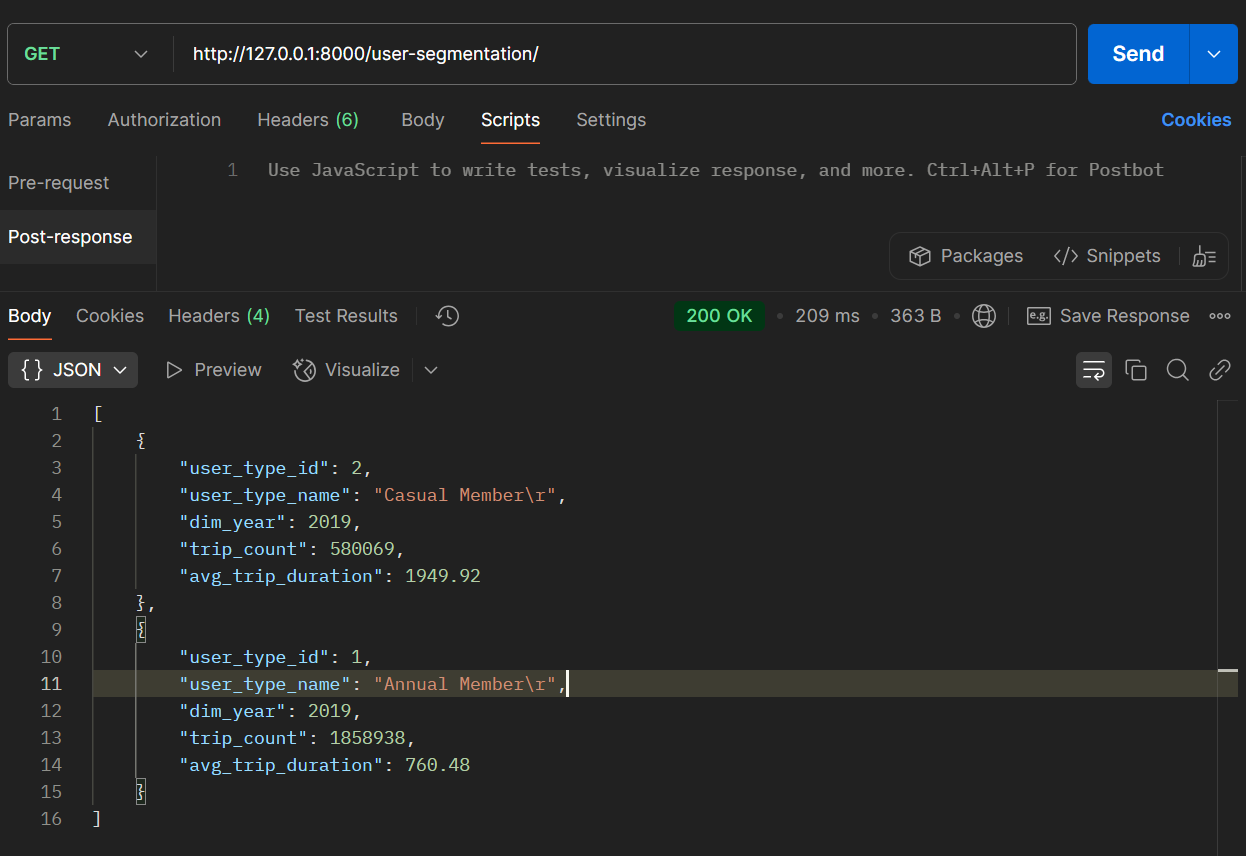 GET http://127.0.0.1:8000/user-segmentation/ Send
Params Authorization Headers (6) Body Scripts Settings Cookies
Pre-request
Post-response
1 Use JavaScript to write tests, visualize response, and more. Ctrl+Alt+P for Postbot
Packages </> Snippets
Body Cookies Headers (4) Test Results 200 OK • 209 ms • 363 B • e.g. Save Response
{} JSON Preview Visualize
1 [
2 {
3 "user_type_id": 2,
4 "user_type_name": "Casual Member\r",
5 "dim_year": 2019,
6 "trip_count": 580069,
7 "avg_trip_duration": 1949.92
8 },
9 {
10 "user_type_id": 1,
11 "user_type_name": "Annual Member\r",
12 "dim_year": 2019,
13 "trip_count": 1858938,
14 "avg_trip_duration": 760.48
15 }
16 ]